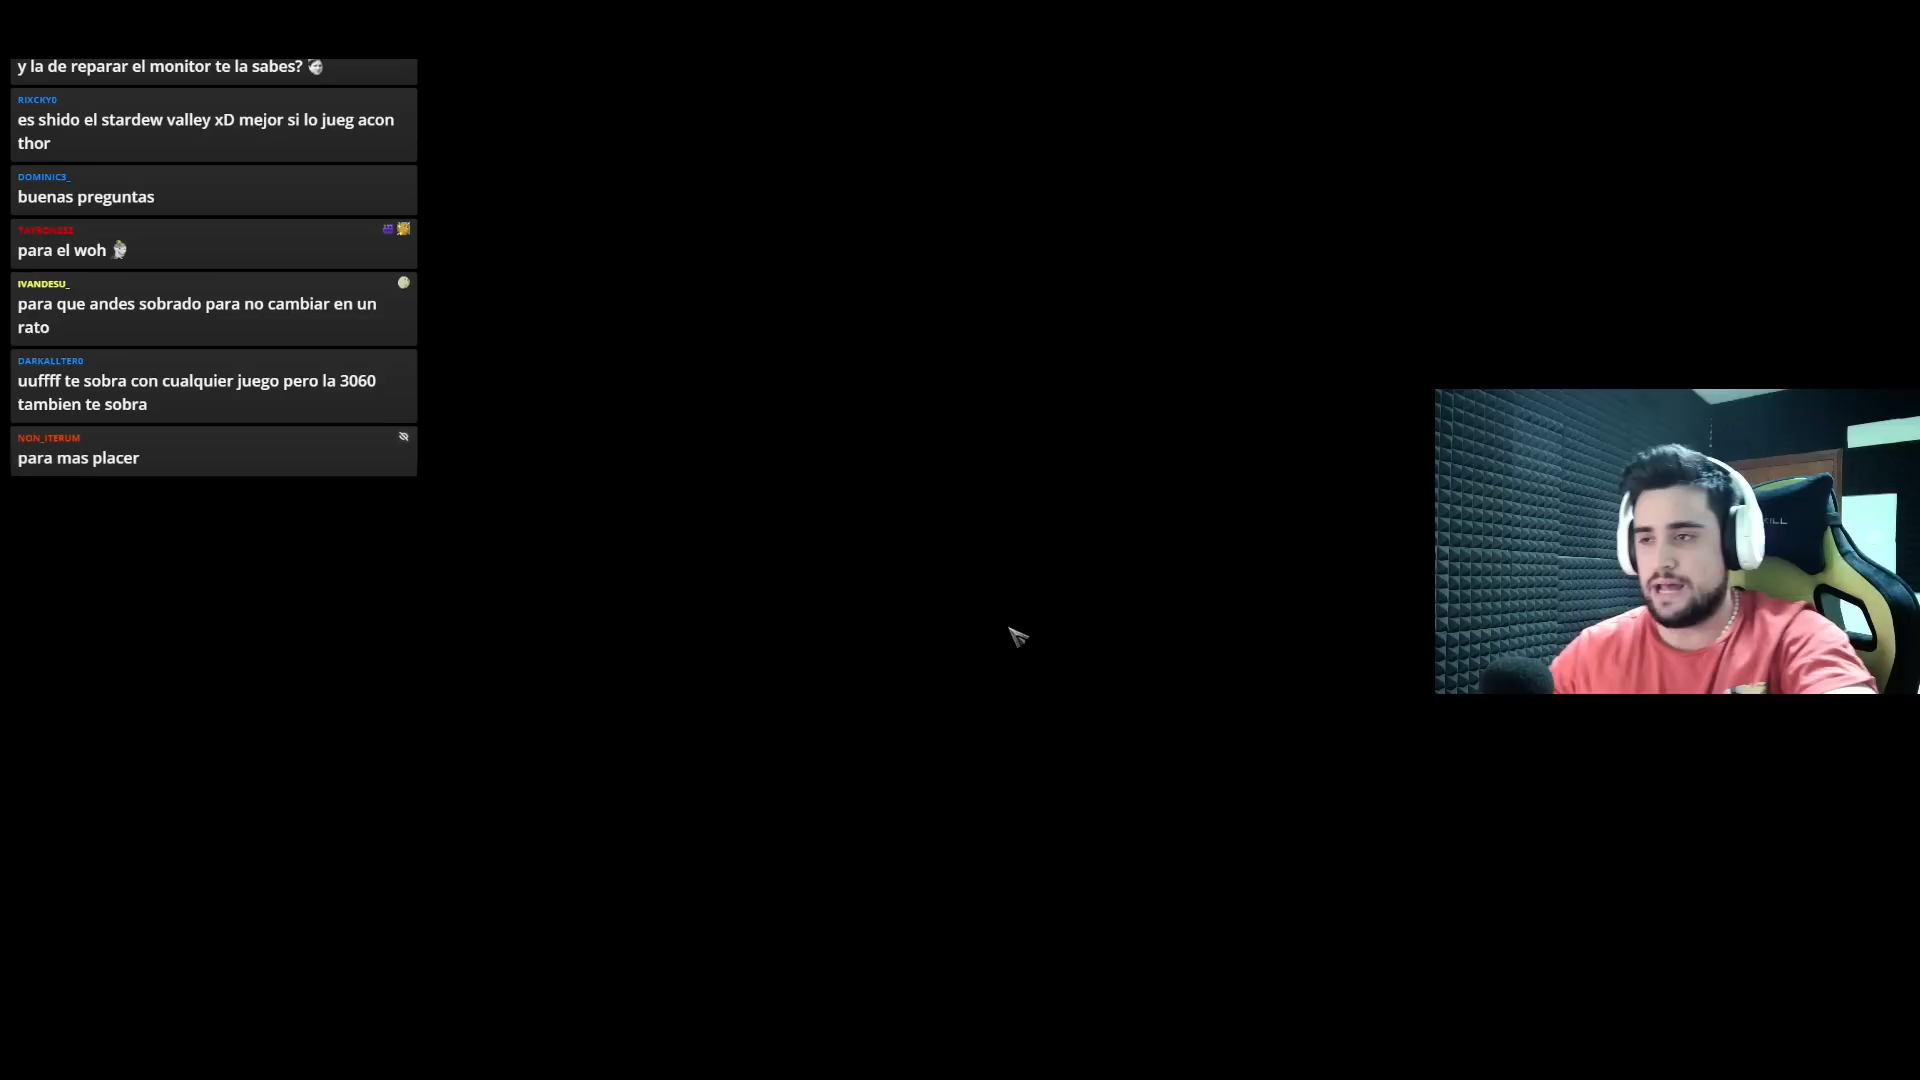 y la de reparar el monitor te la sabes?
RIXCKY0
es shido el stardew valley xD mejor si lo jueg acon
thor
DOMINIC3_
buenas preguntas
para el woh
IVANDESU_
para que andes sobrado para no cambiar en un
rato
DARKALLTER0
uuffff te sobra con cualquier juego pero la 3060
tambien te sobra
NON_ITERUM
para mas placer